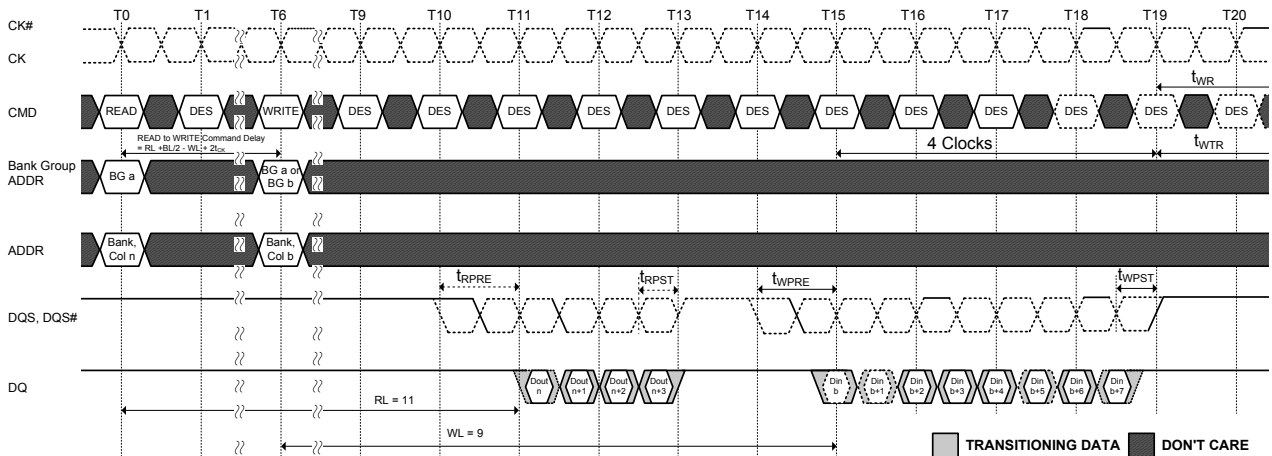 T0 T1 T6 T9 T10 T11 T12 T13 T14 T15 T16 T17 T18 T19 T20
CK#
CK
tWR
CMD READ DES WRITE DES DES DES DES DES DES DES DES DES DES DES DES
READ to WRITE Command Delay
= RL +BL/2 - WL + 2tCK
4 Clocks
tWTR
Bank Group
ADDR
BG a
BG a or
BG b
ADDR
Bank,
Col n
Bank,
Col b
tRPRE tRPST tWPRE tWPST
DQS, DQS#
DQ
Dout
n
Dout
n+1
Dout
n+2
Dout
n+3
Din
b
Din
b+1
Din
b+2
Din
b+3
Din
b+4
Din
b+5
Din
b+6
Din
b+7
RL = 11
WL = 9
TRANSITIONING DATA DON'T CARE